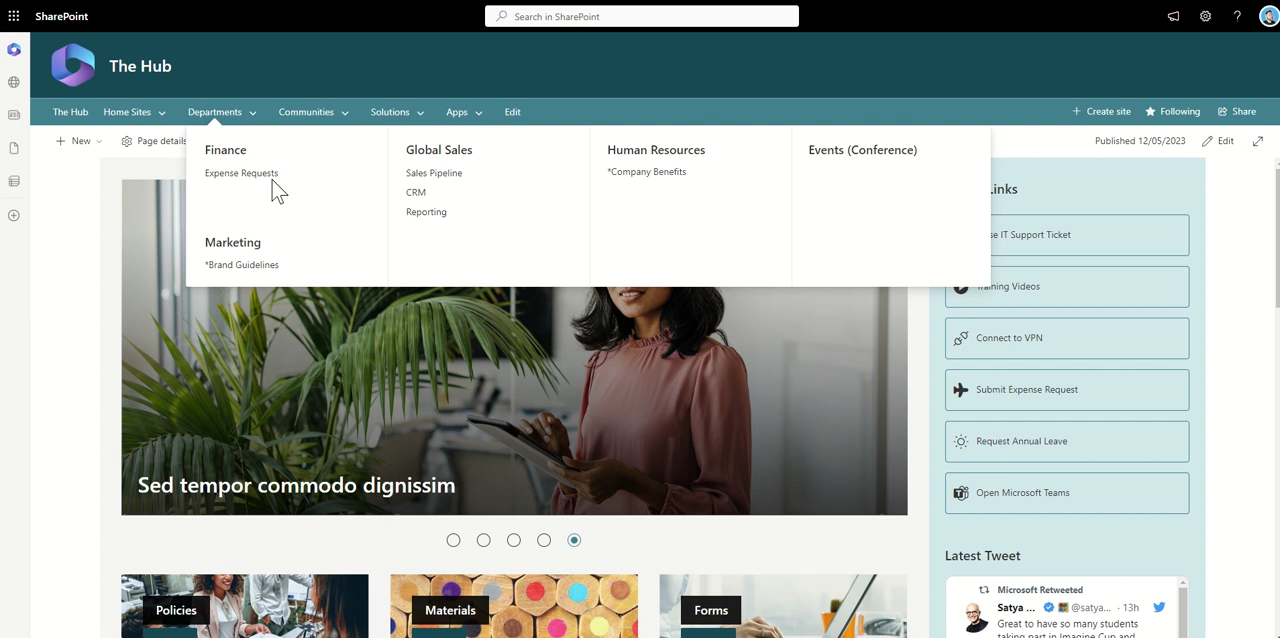 SharePoint
Search in SharePoint
?
The Hub
The Hub
Home Sites
Departments
Communities
Solutions
Apps
Edit
Create site
Following
Share
New
Page details
Published 12/05/2023
Edit
Finance
Expense Requests
Marketing
*Brand Guidelines
Global Sales
Sales Pipeline
CRM
Reporting
Human Resources
*Company Benefits
Events (Conference)
Sed tempor commodo dignissim
Policies
Materials
Forms
Links
IT Support Ticket
Training Videos
Connect to VPN
Submit Expense Request
Request Annual Leave
Open Microsoft Teams
Latest Tweet
Microsoft Retweeted
Satya ... @satya... · 13h
Great to have so many students
taking part in Imagine Cup and